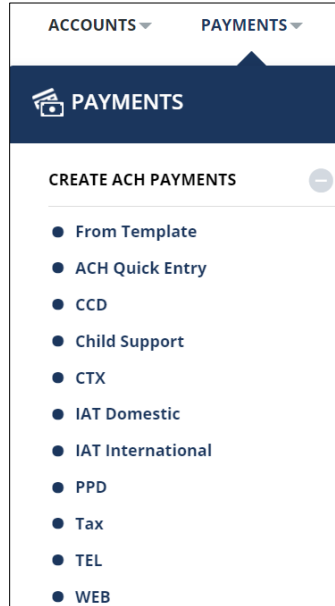 ACCOUNTS PAYMENTS
PAYMENTS
CREATE ACH PAYMENTS
From Template
ACH Quick Entry
CCD
Child Support
CTX
IAT Domestic
IAT International
PPD
Tax
TEL
WEB